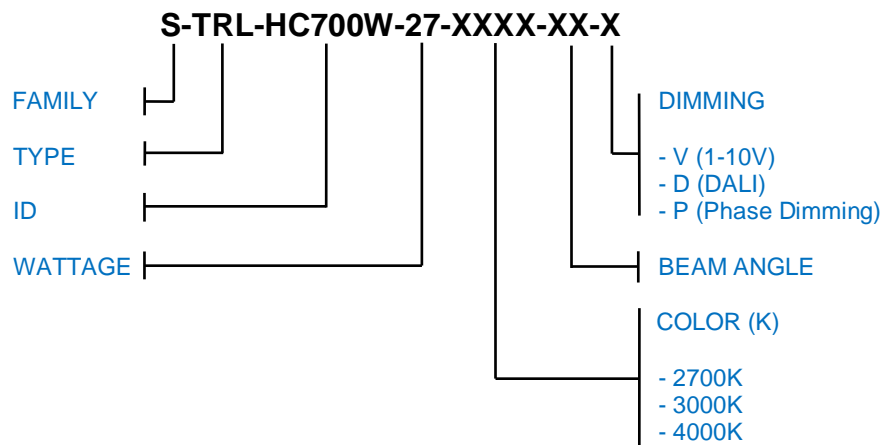 S-TRL-HC700W-27-XXXX-XX-X
FAMILY
TYPE
ID
WATTAGE
DIMMING
- V (1-10V)
- D (DALI)
- P (Phase Dimming)
BEAM ANGLE
COLOR (K)
- 2700K
- 3000K
- 4000K